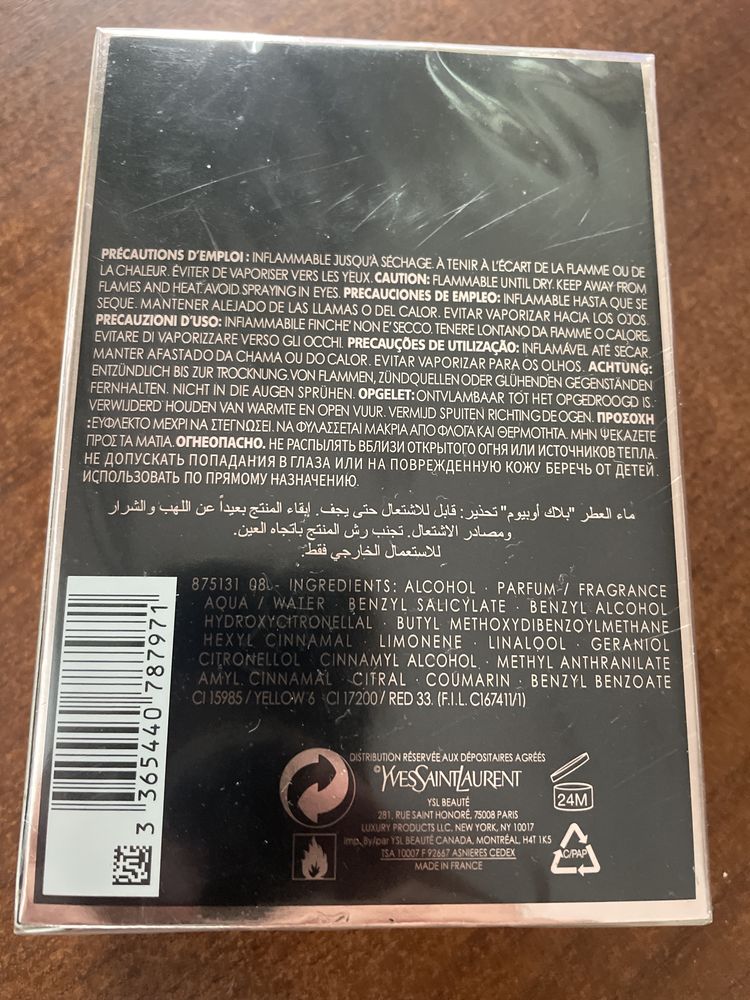 PRÉCAUTIONS D'EMPLOI : INFLAMMABLE JUSQU'À SÉCHAGE. À TENIR À L'ÉCART DE LA FLAMME OU DE
LA CHALEUR. ÉVITER DE VAPORISER VERS LES YEUX. CAUTION: FLAMMABLE UNTIL DRY. KEEP AWAY FROM
FLAMES AND HEAT. AVOID SPRAYING IN EYES. PRECAUCIONES DE EMPLEO: INFLAMABLE HASTA QUE SE
SEQUE. MANTENER ALEJADO DE LAS LLAMAS O DEL CALOR. EVITAR VAPORIZAR HACIA LOS OJOS.
PRECAUZIONI D'USO: INFIAMMABILE FINCHE' NON E' SECCO. TENERE LONTANO DA FIAMME O CALORE.
EVITARE DI VAPORIZZARE VERSO GLI OCCHI. PRECAUÇÕES DE UTILIZAÇÃO: INFLAMÁVEL ATÉ SECAR.
MANTER AFASTADO DA CHAMA OU DO CALOR. EVITAR VAPORIZAR PARA OS OLHOS. ACHTUNG:
ENTZÜNDLICH BIS ZUR TROCKNUNG. VON FLAMMEN, ZÜNDQUELLEN ODER GLÜHENDEN GEGENSTÄNDEN
FERNHALTEN. NICHT IN DIE AUGEN SPRÜHEN. OPGELET: ONTVLAMBAAR TOT HET OPGEDROOGD IS.
VERWIJDERD HOUDEN VAN WARMTE EN OPEN VUUR. VERMIJD SPUITEN RICHTING DE OGEN. ΠΡΟΣΟΧΗ
:ΕΥΦΛΕΚΤΟ ΜΕΧΡΙ ΝΑ ΣΤΕΓΝΩΣΕΙ. ΝΑ ΦΥΛΑΣΣΕΤΑΙ ΜΑΚΡΙΑ ΑΠΟ ΦΛΟΓΑ ΚΑΙ ΘΕΡΜΟΤΗΤΑ. ΜΗΝ ΨΕΚΑΖΕΤΕ
ΠΡΟΣ ΤΑ ΜΑΤΙΑ. ОГНЕОПАСНО. НЕ РАСПЫЛЯТЬ ВБЛИЗИ ОТКРЫТОГО ОГНЯ ИЛИ ИСТОЧНИКОВ ТЕПЛА.
НЕ ДОПУСКАТЬ ПОПАДАНИЯ В ГЛАЗА ИЛИ НА ПОВРЕЖДЕННУЮ КОЖУ. БЕРЕЧЬ ОТ ДЕТЕЙ.
ИСПОЛЬЗОВАТЬ ПО ПРЯМОМУ НАЗНАЧЕНИЮ.
ماء العطر "بلاك أوبيوم" تحذير: قابل للاشتعال حتى يجف. إبقاء المنتج بعيداً عن اللهب والشرار
ومصادر الاشتعال. تجنب رش المنتج باتجاه العين.
للاستعمال الخارجي فقط.
875131 08 - INGREDIENTS: ALCOHOL · PARFUM / FRAGRANCE
AQUA / WATER · BENZYL SALICYLATE · BENZYL ALCOHOL
HYDROXYCITRONELLAL · BUTYL METHOXYDIBENZOYLMETHANE
HEXYL CINNAMAL · LIMONENE · LINALOOL · GERANIOL
CITRONELLOL · CINNAMYL ALCOHOL · METHYL ANTHRANILATE
AMYL CINNAMAL · CITRAL · COUMARIN · BENZYL BENZOATE
CI 15985 / YELLOW 6 · CI 17200 / RED 33. (F.I.L. C167411/1)
3 365440 787971
DISTRIBUTION RÉSERVÉE AUX DÉPOSITAIRES AGRÉÉS
©YVESSAINTLAURENT
YSL BEAUTÉ
281, RUE SAINT HONORÉ, 75008 PARIS
LUXURY PRODUCTS LLC. NEW YORK, NY 10017
Imp. By/par YSL BEAUTÉ CANADA, MONTRÉAL, H4T 1K5
TSA 10007 F 92667 ASNIERES CEDEX
MADE IN FRANCE
24M
C/PAP